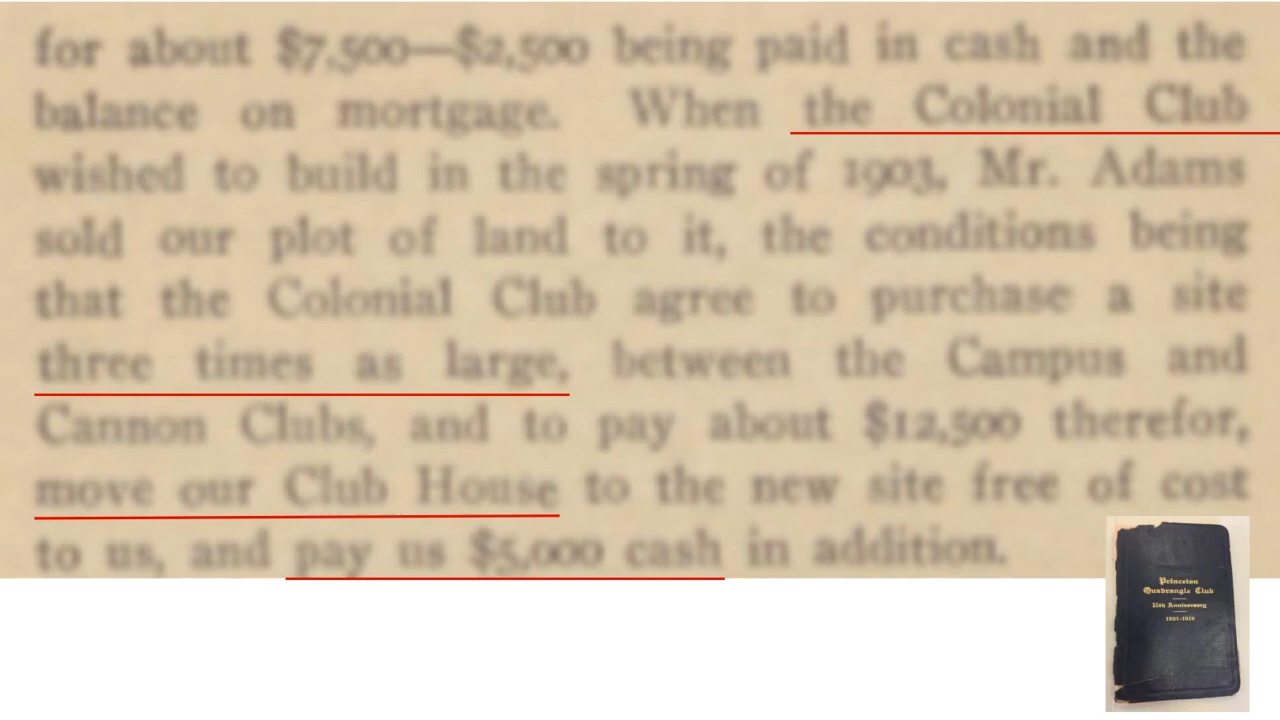 for about $7,500—$2,500 being paid in cash and the
balance on mortgage. When the Colonial Club
wished to build in the spring of 1903, Mr. Adams
sold our plot of land to it, the conditions being
that the Colonial Club agree to purchase a site
three times as large, between the Campus and
Cannon Clubs, and to pay about $12,500 therefor,
move our Club House to the new site free of cost
to us, and pay us $5,000 cash in addition.
Princeton
Quadrangle Club
15th Anniversary
1901-1916